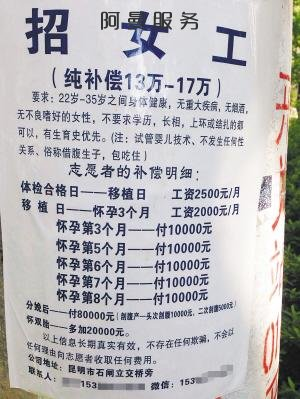 阿曼服务
招女工
(纯补偿13万-17万)
要求:22岁-35岁之间身体健康,无重大疾病,无烟酒,
无不良嗜好的女性,不要求学历,长相,上环或结扎的都
可以,有生育史优先。(注:试管婴儿技术、不发生任何性
关系、俗称借腹生子,包吃住)
志愿者的补偿明细:
体检合格日——移植日 工资2500元/月
移植日——怀孕3个月 工资2000元/月
怀孕第3个月——付10000元
怀孕第5个月——付10000元
怀孕第6个月——付10000元
怀孕第7个月——付10000元
怀孕第8个月——付10000元
分娩后——付80000元(剖腹产—头次剖腹10000元,二次剖腹5000元)
怀双胎——多加20000元。
以上信息长期真实有效,不存在任何欺骗,不会以
任何理由向志愿者收取任何费用。
公司地址:昆明市石闸立交桥旁
联系人: 153 微信:153